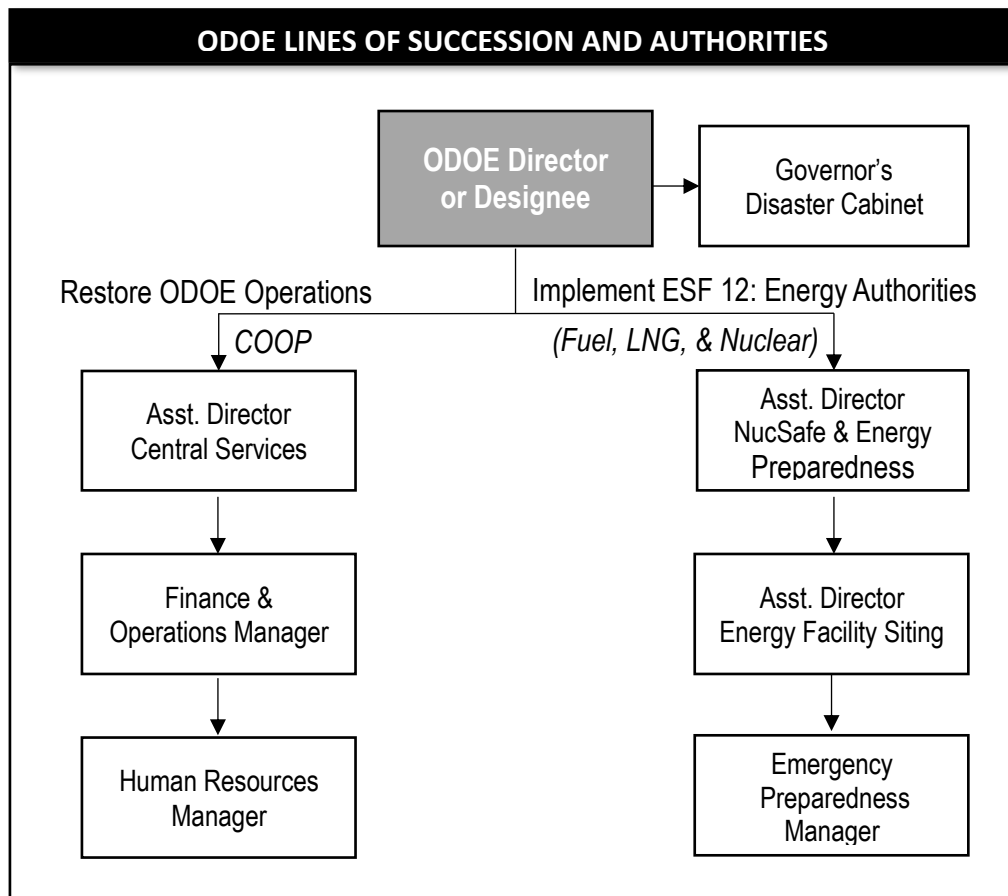 ODOE LINES OF SUCCESSION AND AUTHORITIES
ODOE Director
or Designee
Governor's
Disaster Cabinet
Restore ODOE Operations
COOP
Implement ESF 12: Energy Authorities
(Fuel, LNG, & Nuclear)
Asst. Director
Central Services
Asst. Director
NucSafe & Energy
Preparedness
Finance &
Operations Manager
Asst. Director
Energy Facility Siting
Human Resources
Manager
Emergency
Preparedness
Manager